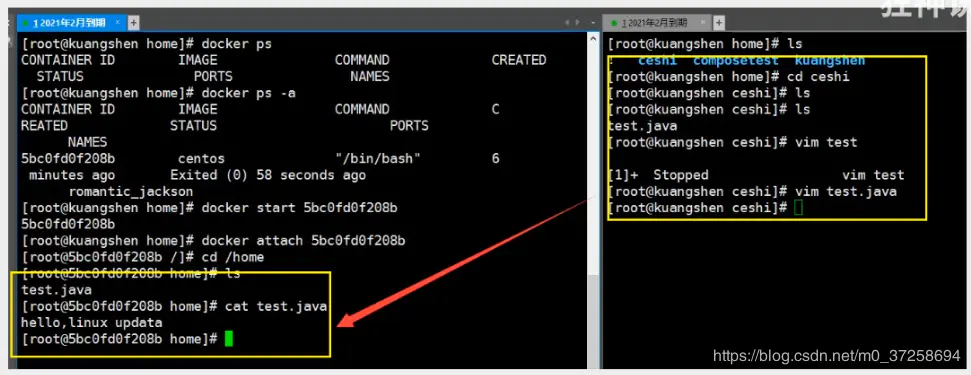 狂神说
1 2021年2月到期 × +
[root@kuangshen home]# docker ps
CONTAINER ID IMAGE COMMAND CREATED
STATUS PORTS NAMES
[root@kuangshen home]# docker ps -a
CONTAINER ID IMAGE COMMAND C
REATED STATUS PORTS
NAMES
5bc0fd0f208b centos "/bin/bash" 6
minutes ago Exited (0) 58 seconds ago
romantic_jackson
[root@kuangshen home]# docker start 5bc0fd0f208b
5bc0fd0f208b
[root@kuangshen home]# docker attach 5bc0fd0f208b
[root@5bc0fd0f208b /]# cd /home
[root@5bc0fd0f208b home]# ls
test.java
[root@5bc0fd0f208b home]# cat test.java
hello,linux updata
[root@5bc0fd0f208b home]#
1 2021年2月到期 × +
[root@kuangshen home]# ls
ceshi composetest kuangshen
[root@kuangshen home]# cd ceshi
[root@kuangshen ceshi]# ls
[root@kuangshen ceshi]# ls
test.java
[root@kuangshen ceshi]# vim test
[1]+ Stopped vim test
[root@kuangshen ceshi]# vim test.java
[root@kuangshen ceshi]#
https://blog.csdn.net/m0_37258694